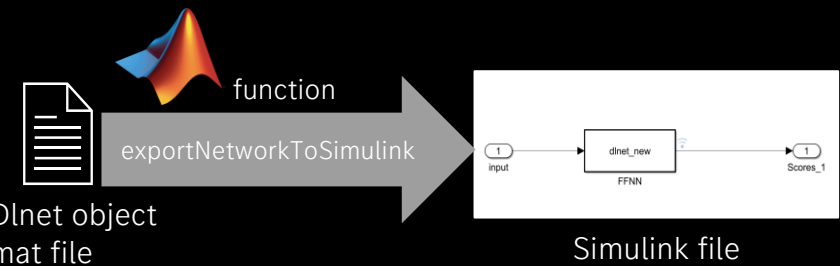 function
exportNetworkToSimulink
Dlnet object
mat file
1
input
dlnet_new
FFNN
1
Scores_1
Simulink file